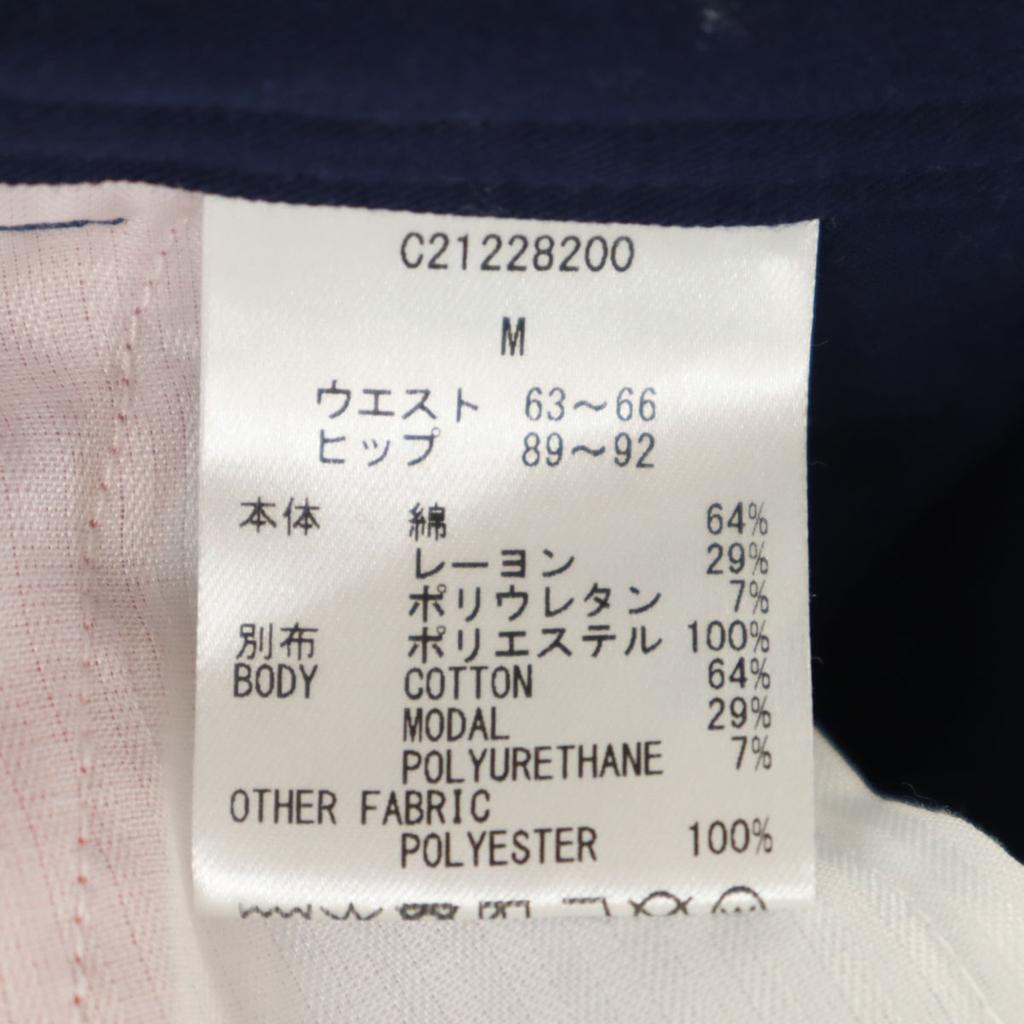 C21228200
M
ウエスト 63～66
ヒップ 89～92
本体 綿 64%
レーヨン 29%
ポリウレタン 7%
別布 ポリエステル 100%
BODY COTTON 64%
MODAL 29%
POLYURETHANE 7%
OTHER FABRIC
POLYESTER 100%